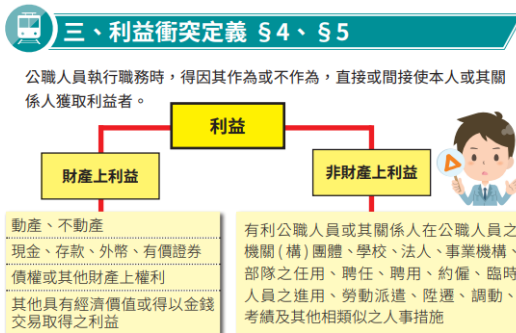 三、利益衝突定義 §4、§5
公職人員執行職務時，得因其作為或不作為，直接或間接使本人或其關
係人獲取利益者。
利益
財產上利益
非財產上利益
動產、不動產
現金、存款、外幣、有價證券
債權或其他財產上權利
其他具有經濟價值或得以金錢
交易取得之利益
有利公職人員或其關係人在公職人員之
機關(構)團體、學校、法人、事業機構、
部隊之任用、聘任、聘用、約僱、臨時
人員之進用、勞動派遣、陞遷、調動、
考績及其他相類似之人事措施